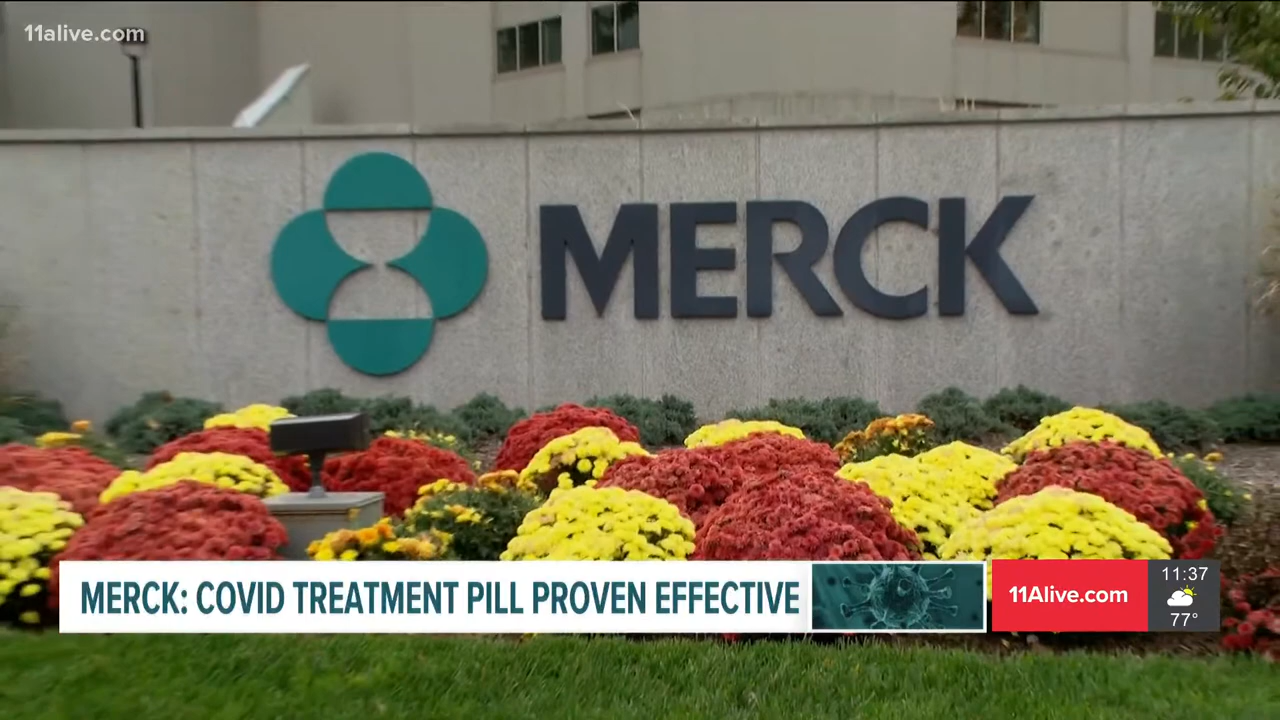 11alive.com
MERCK
MERCK: COVID TREATMENT PILL PROVEN EFFECTIVE
11Alive.com
11:37
77°